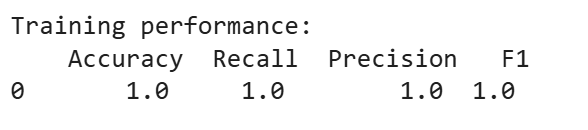 Training performance:
Accuracy Recall Precision F1
0 1.0 1.0 1.0 1.0